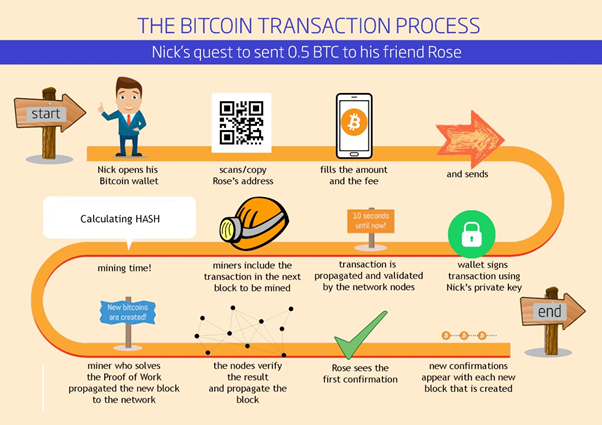 THE BITCOIN TRANSACTION PROCESS
Nick's quest to sent 0.5 BTC to his friend Rose
start
Nick opens his
Bitcoin wallet
scans/copy
Rose's address
fills the amount
and the fee
and sends
wallet signs
transaction using
Nick's private key
10 seconds
until now!
transaction is
propagated and validated
by the network nodes
miners include the
transaction in the next
block to be mined
Calculating HASH
mining time!
New bitcoins
are created!
miner who solves
the Proof of Work
propagated the new block
to the network
the nodes verify
the result
and propagate the
block
Rose sees the
first confirmation
new confirmations
appear with each new
block that is created
end